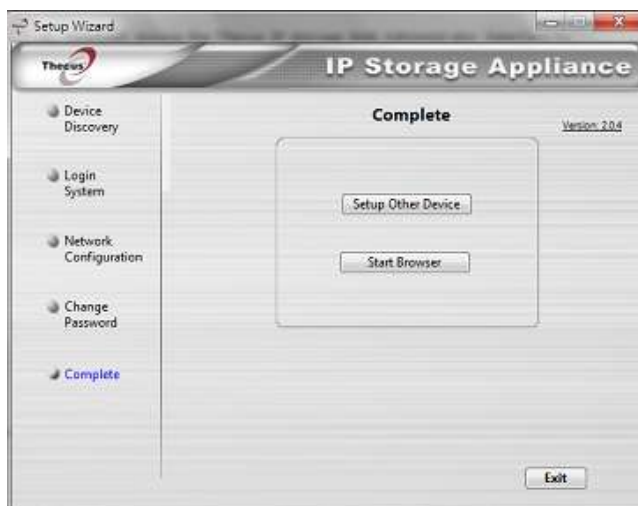 Setup Wizard
Thecus
IP Storage Appliance
Device
Discovery
Login
System
Network
Configuration
Change
Password
Complete
Complete
Version: 2.0.4
Setup Other Device
Start Browser
Exit